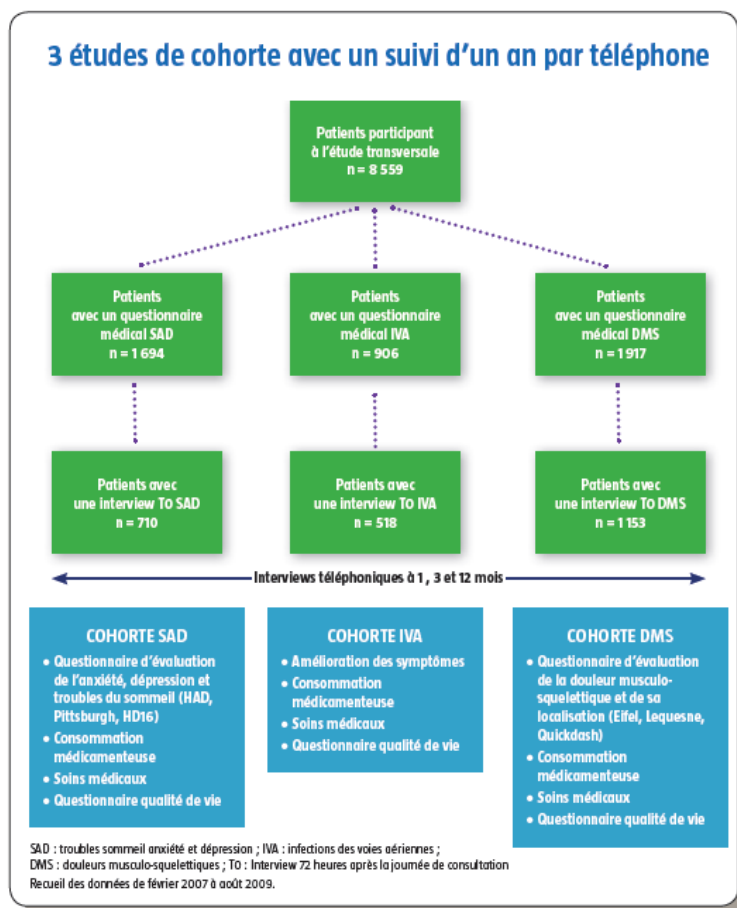 3 études de cohorte avec un suivi d'un an par téléphone
Patients participant
à l'étude transversale
n = 8 559
Patients
avec un questionnaire
médical SAD
n = 1 694
Patients
avec un questionnaire
médical IVA
n = 906
Patients
avec un questionnaire
médical DMS
n = 1 917
Patients avec
une interview T0 SAD
n = 710
Patients avec
une interview T0 IVA
n = 518
Patients avec
une interview T0 DMS
n = 1 153
Interviews téléphoniques à 1 , 3 et 12 mois
COHORTE SAD
• Questionnaire d'évaluation
de l'anxiété, dépression et
troubles du sommeil (HAD,
Pittsburgh, HD16)
• Consommation
médicamenteuse
• Soins médicaux
• Questionnaire qualité de vie
COHORTE IVA
• Amélioration des symptômes
• Consommation
médicamenteuse
• Soins médicaux
• Questionnaire qualité de vie
COHORTE DMS
• Questionnaire d'évaluation
de la douleur musculo-
squelettique et de sa
localisation (Eifel, Lequesne,
Quickdash)
• Consommation
médicamenteuse
• Soins médicaux
• Questionnaire qualité de vie
SAD : troubles sommeil anxiété et dépression ; IVA : infections des voies aériennes ;
DMS : douleurs musculo-squelettiques ; T0 : Interview 72 heures après la journée de consultation
Recueil des données de février 2007 à août 2009.